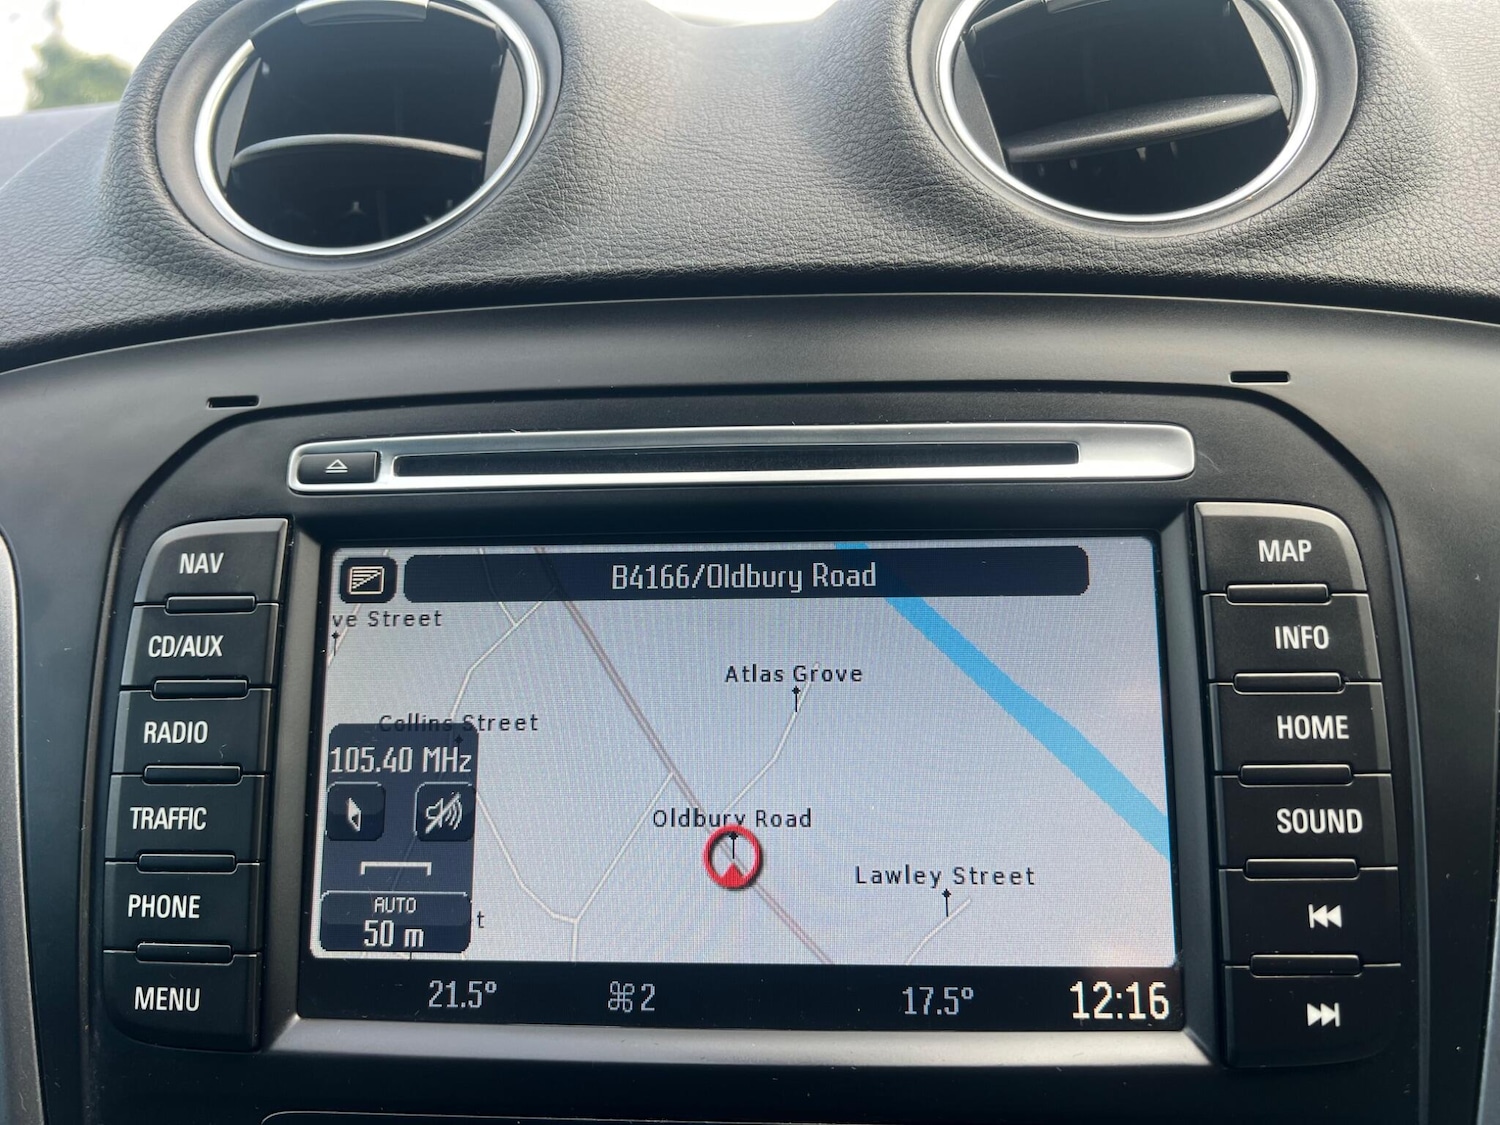 NAV
CD/AUX
RADIO
TRAFFIC
PHONE
MENU
B4166/Oldbury Road
ve Street
Atlas Grove
Collins Street
105.40 MHz
Oldbury Road
Lawley Street
AUTO
50 m
t
21.5°
⌘2
17.5°
12:16
MAP
INFO
HOME
SOUND